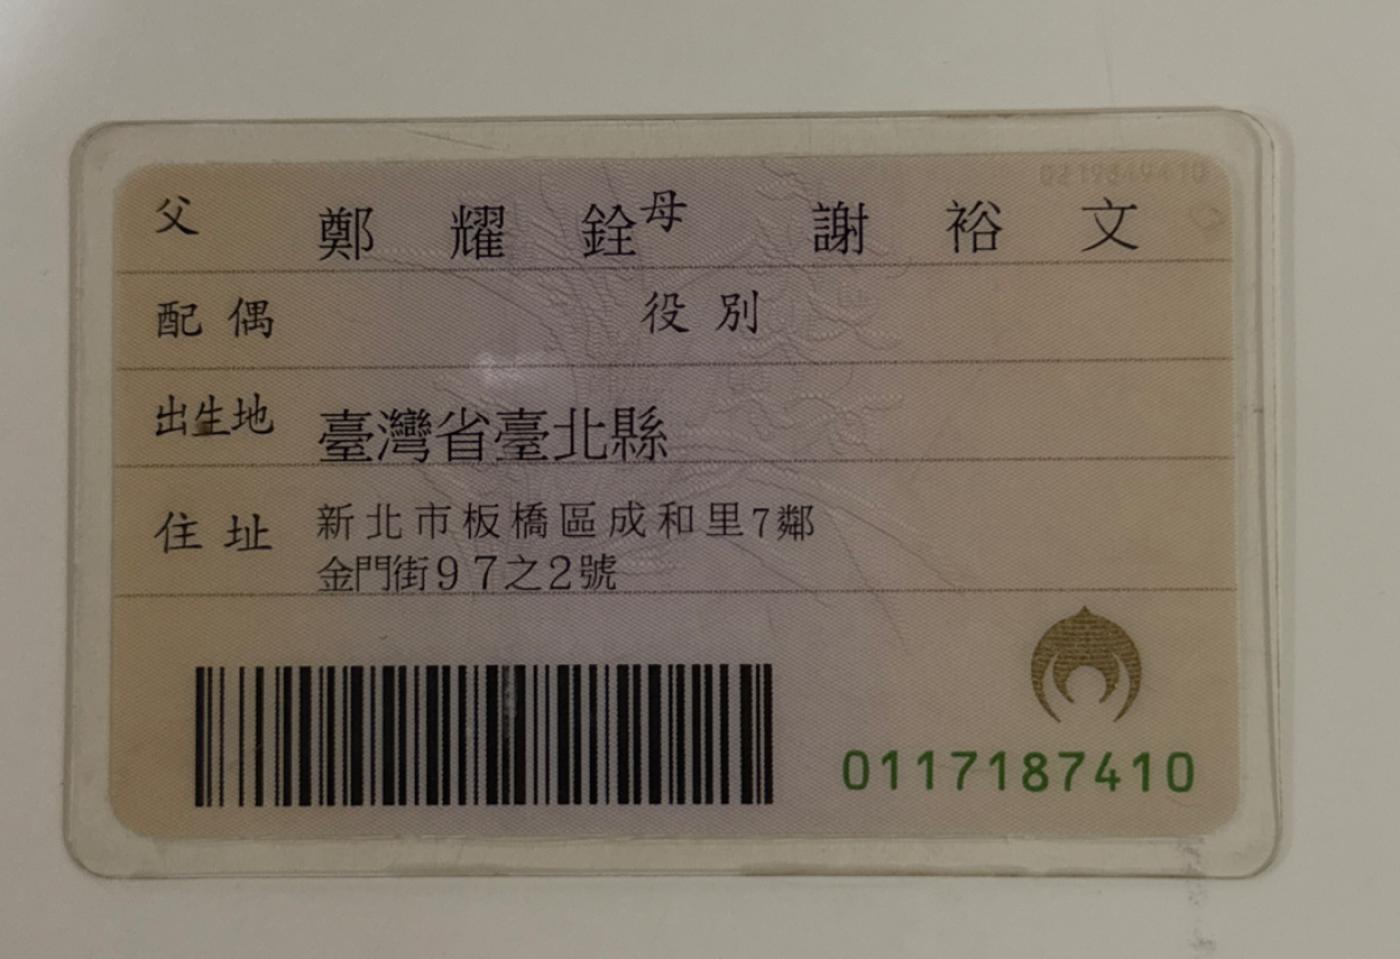 父 鄭耀銓 母 謝裕文
配偶 役別
出生地 臺灣省臺北縣
住址 新北市板橋區成和里7鄰
金門街97之2號
0117187410